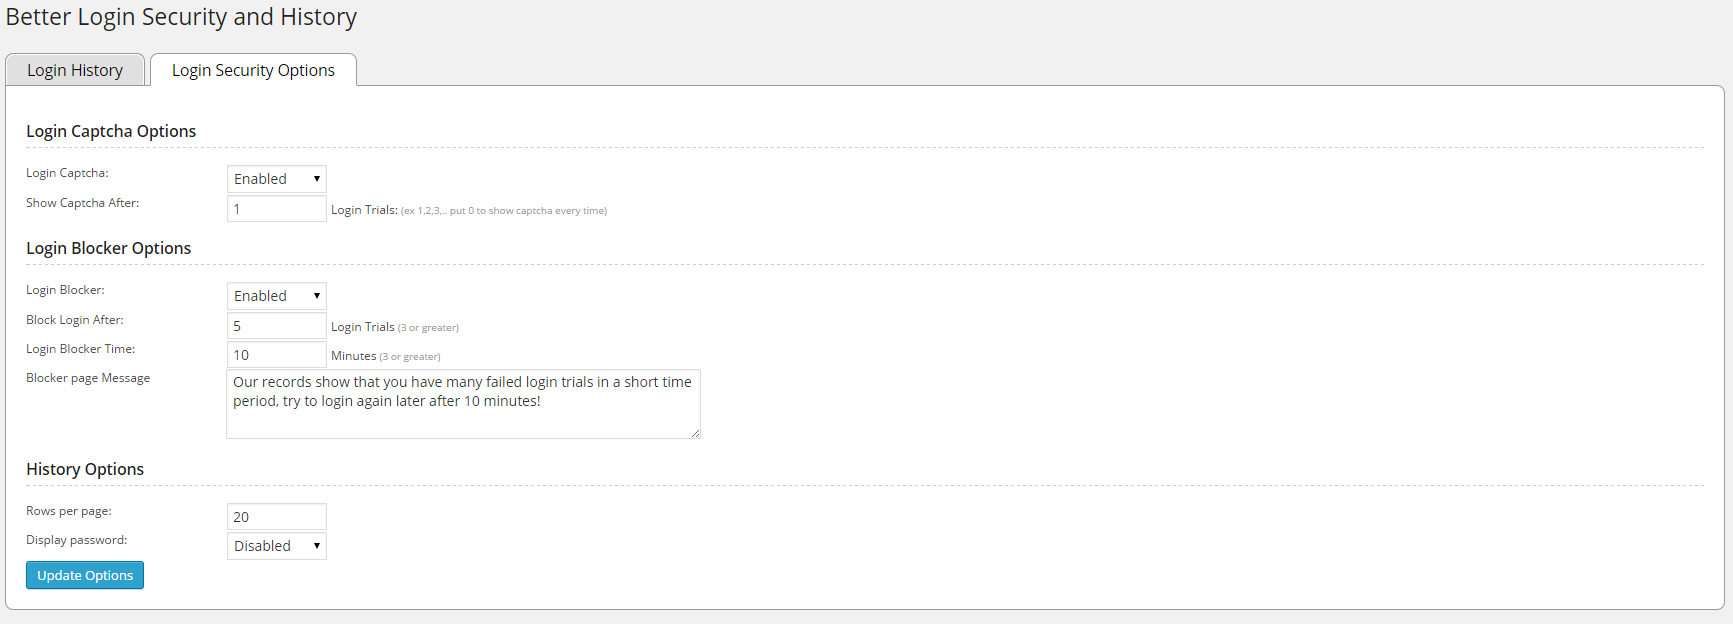 Better Login Security and History
Login History
Login Security Options
Login Captcha Options
Login Captcha: Enabled
Show Captcha After: 1 Login Trials: (ex 1,2,3,.. put 0 to show captcha every time)
Login Blocker Options
Login Blocker: Enabled
Block Login After: 5 Login Trials (3 or greater)
Login Blocker Time: 10 Minutes (3 or greater)
Blocker page Message
Our records show that you have many failed login trials in a short time
period, try to login again later after 10 minutes!
History Options
Rows per page: 20
Display password: Disabled
Update Options